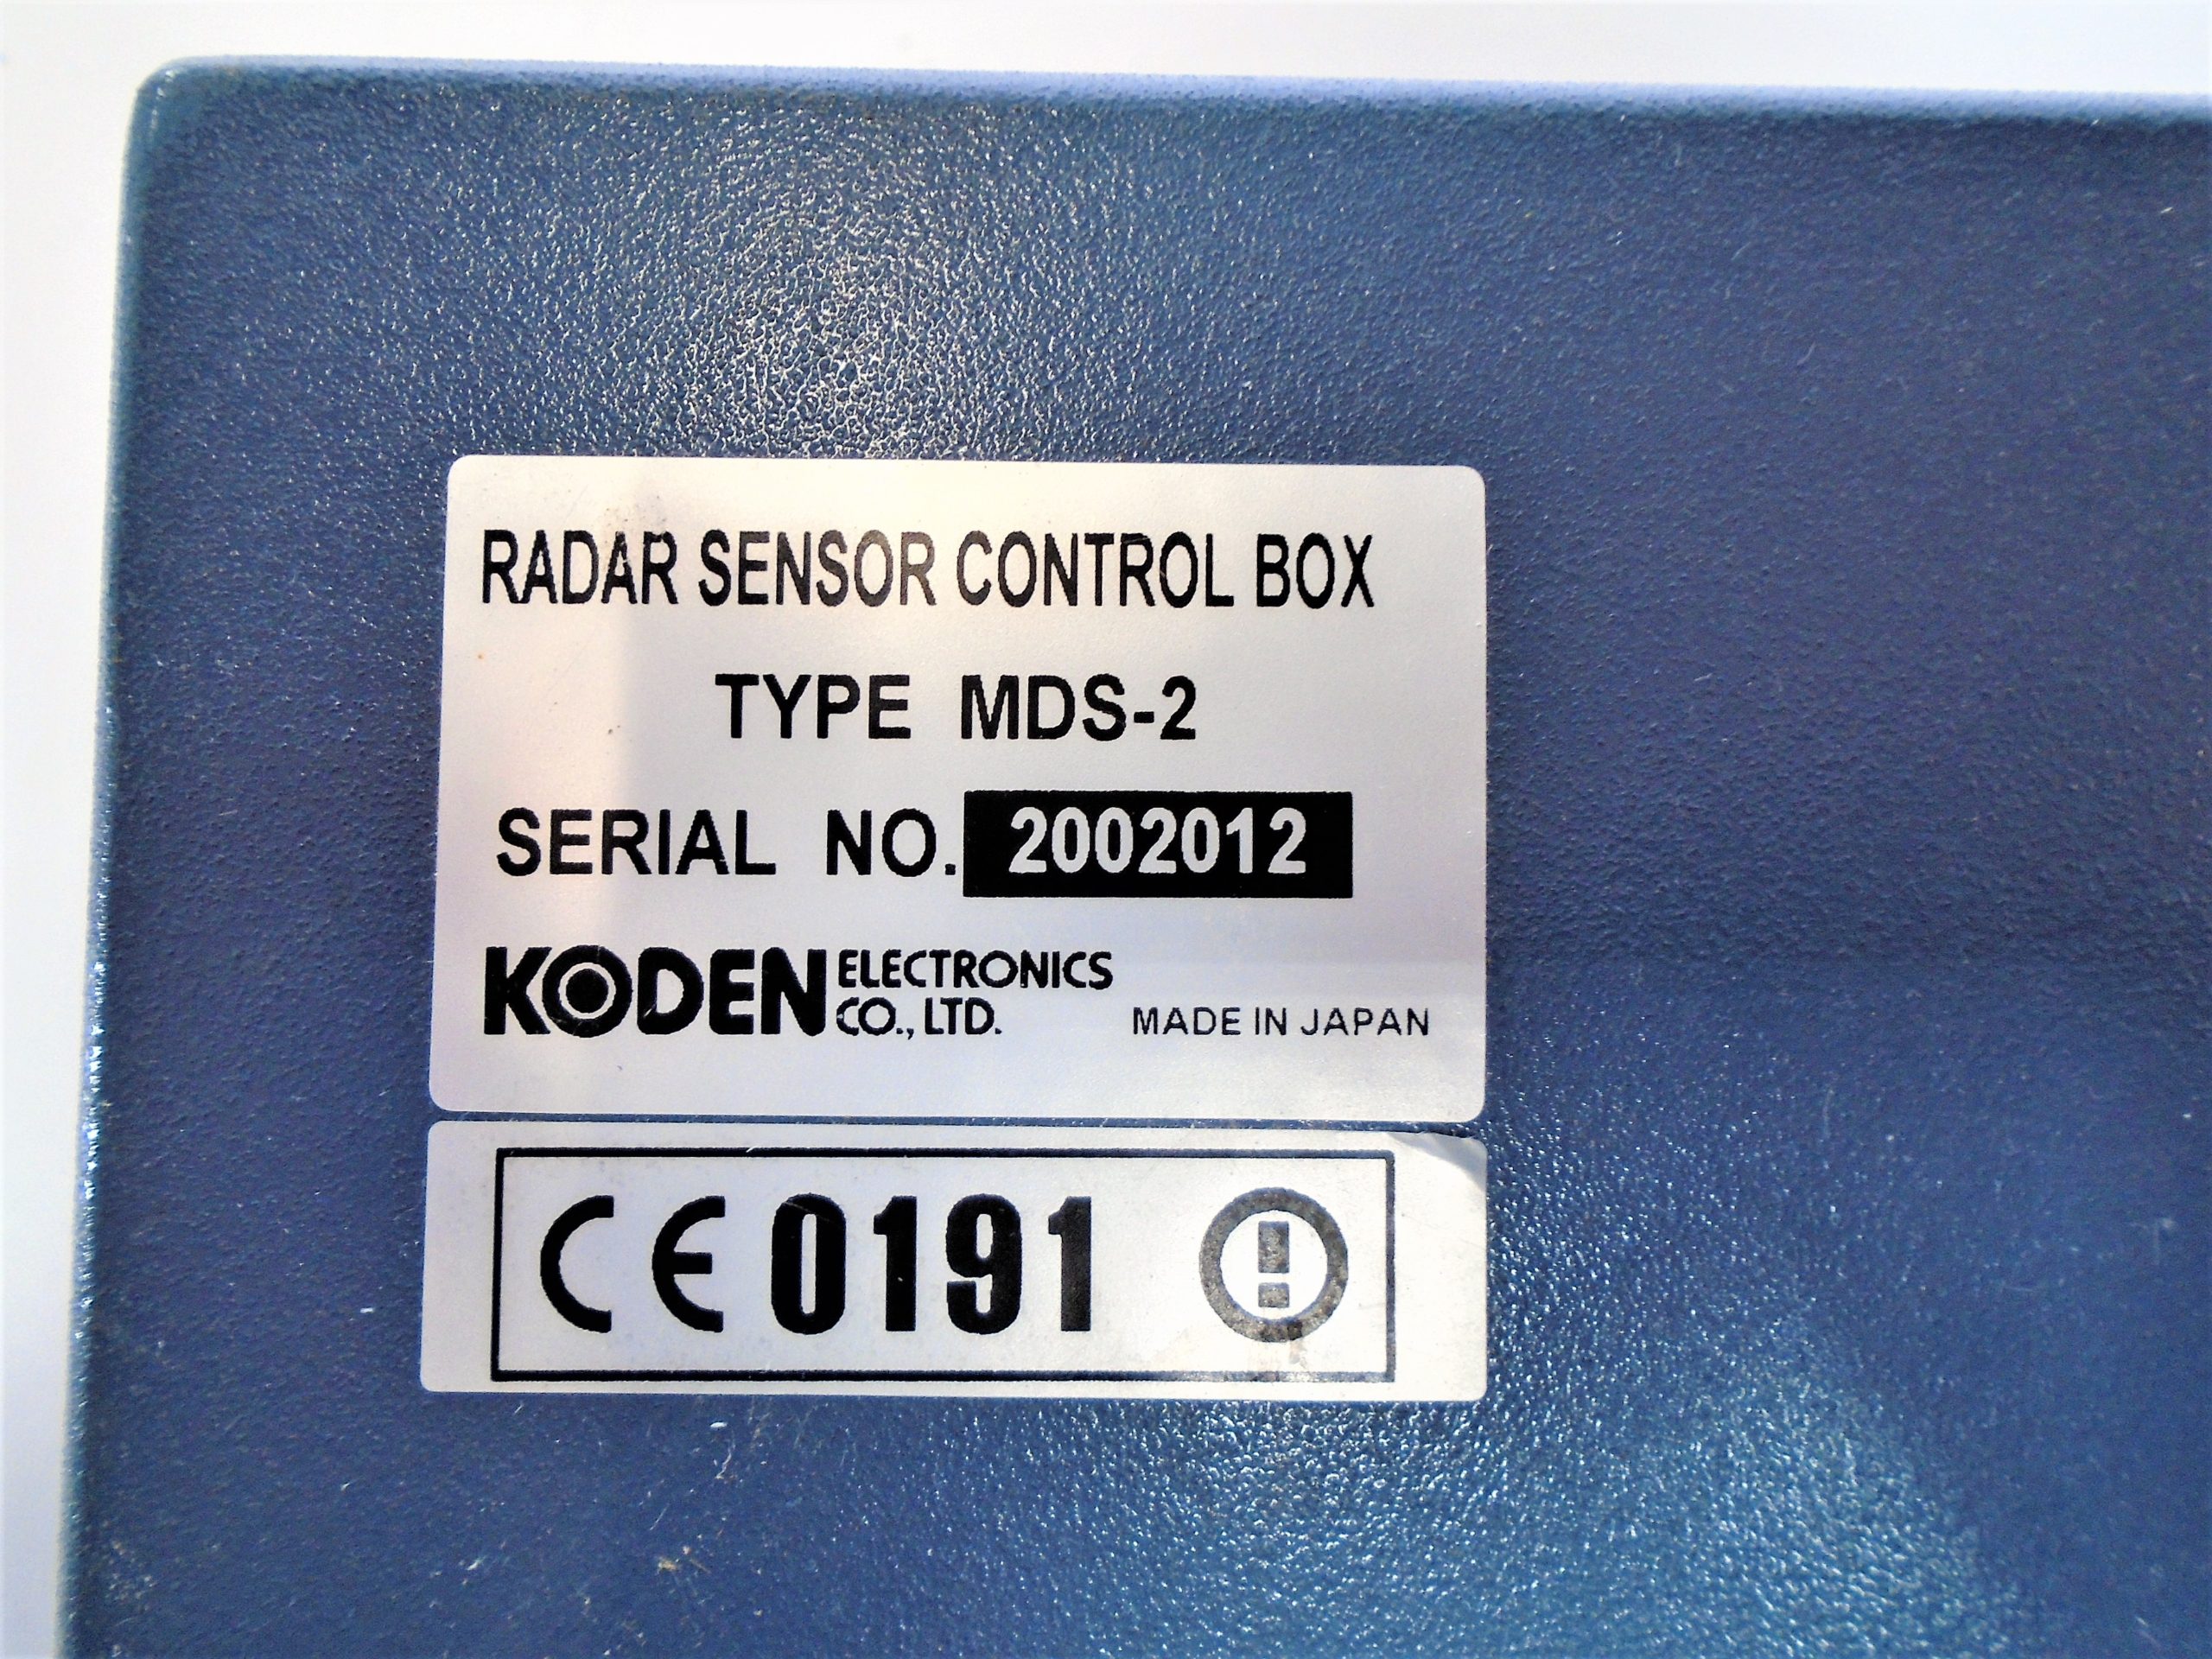 RADAR SENSOR CONTROL BOX
TYPE MDS-2
SERIAL NO. 2002012
KODEN ELECTRONICS CO., LTD. MADE IN JAPAN
CE 0191 !